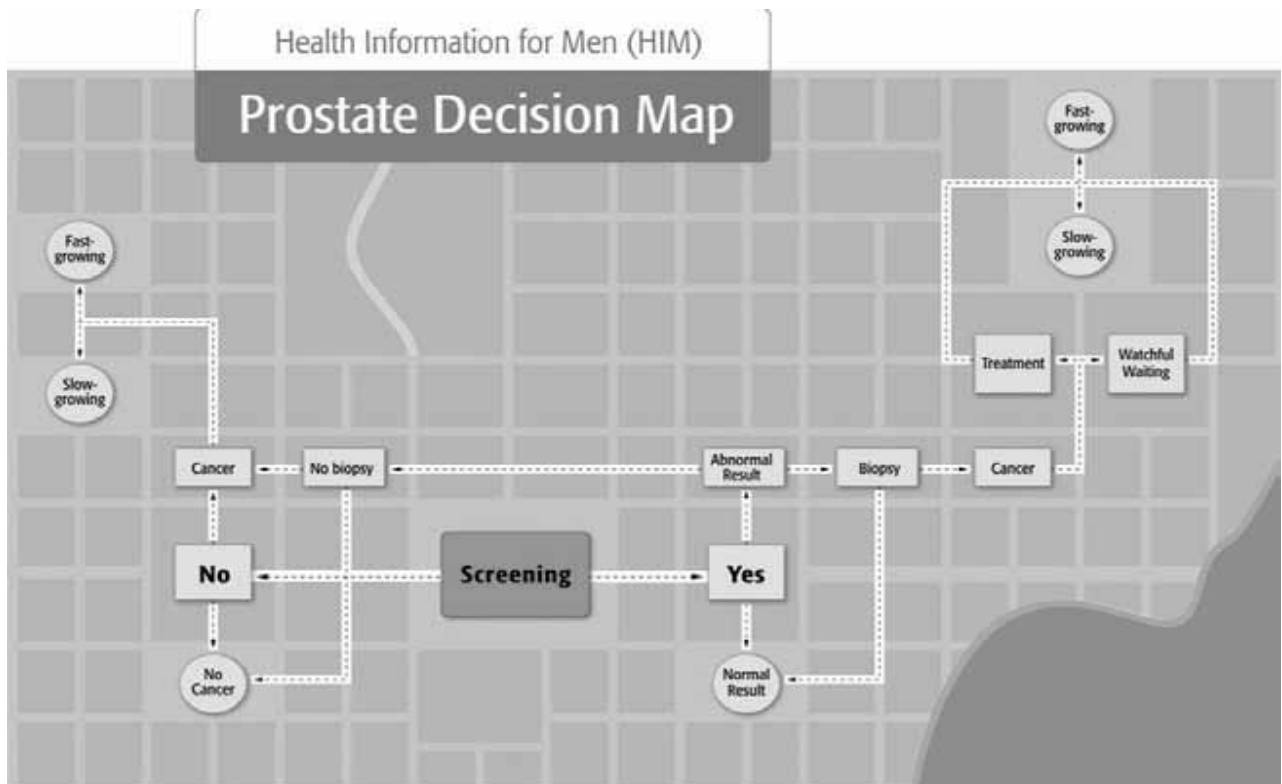 Health Information for Men (HIM)
Prostate Decision Map
Fast-
growing
Slow-
growing
Fast-
growing
Slow-
growing
Treatment
Watchful
Waiting
Cancer
No biopsy
Abnormal
Result
Biopsy
Cancer
No
Screening
Yes
No
Cancer
Normal
Result